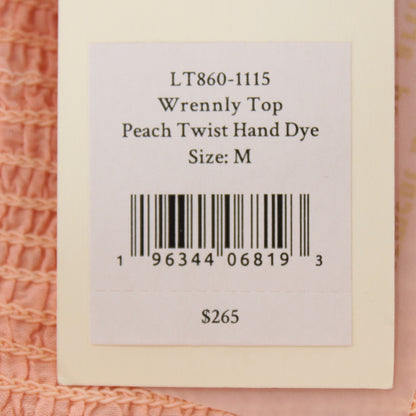 LT860-1115
Wrennly Top
Peach Twist Hand Dye
Size: M
1 96344 06819 3
$265